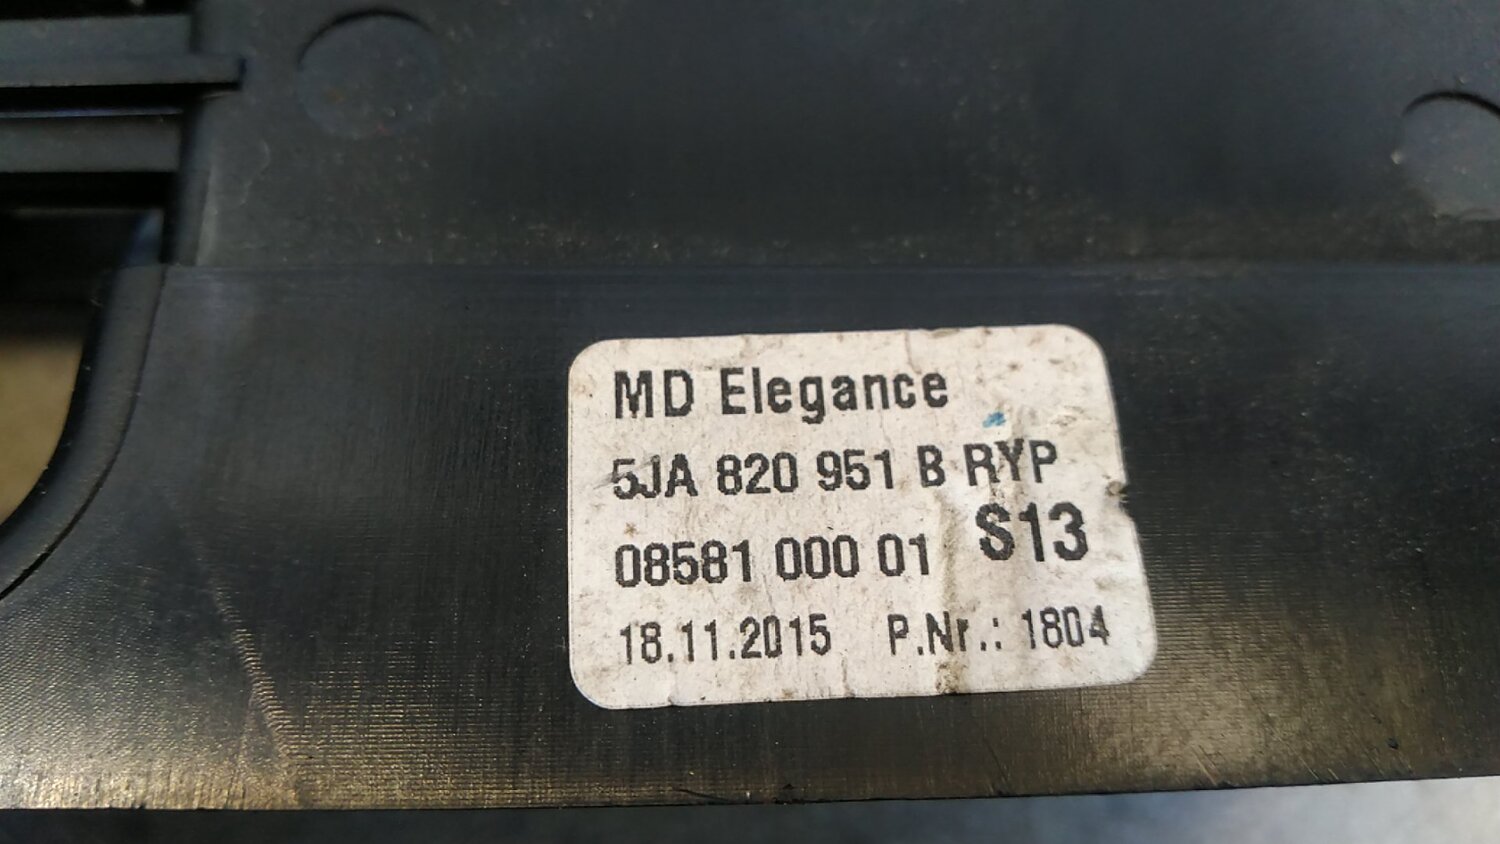 MD Elegance
5JA 820 951 B RYP
08581 000 01 S13
18.11.2015 P.Nr.: 1804